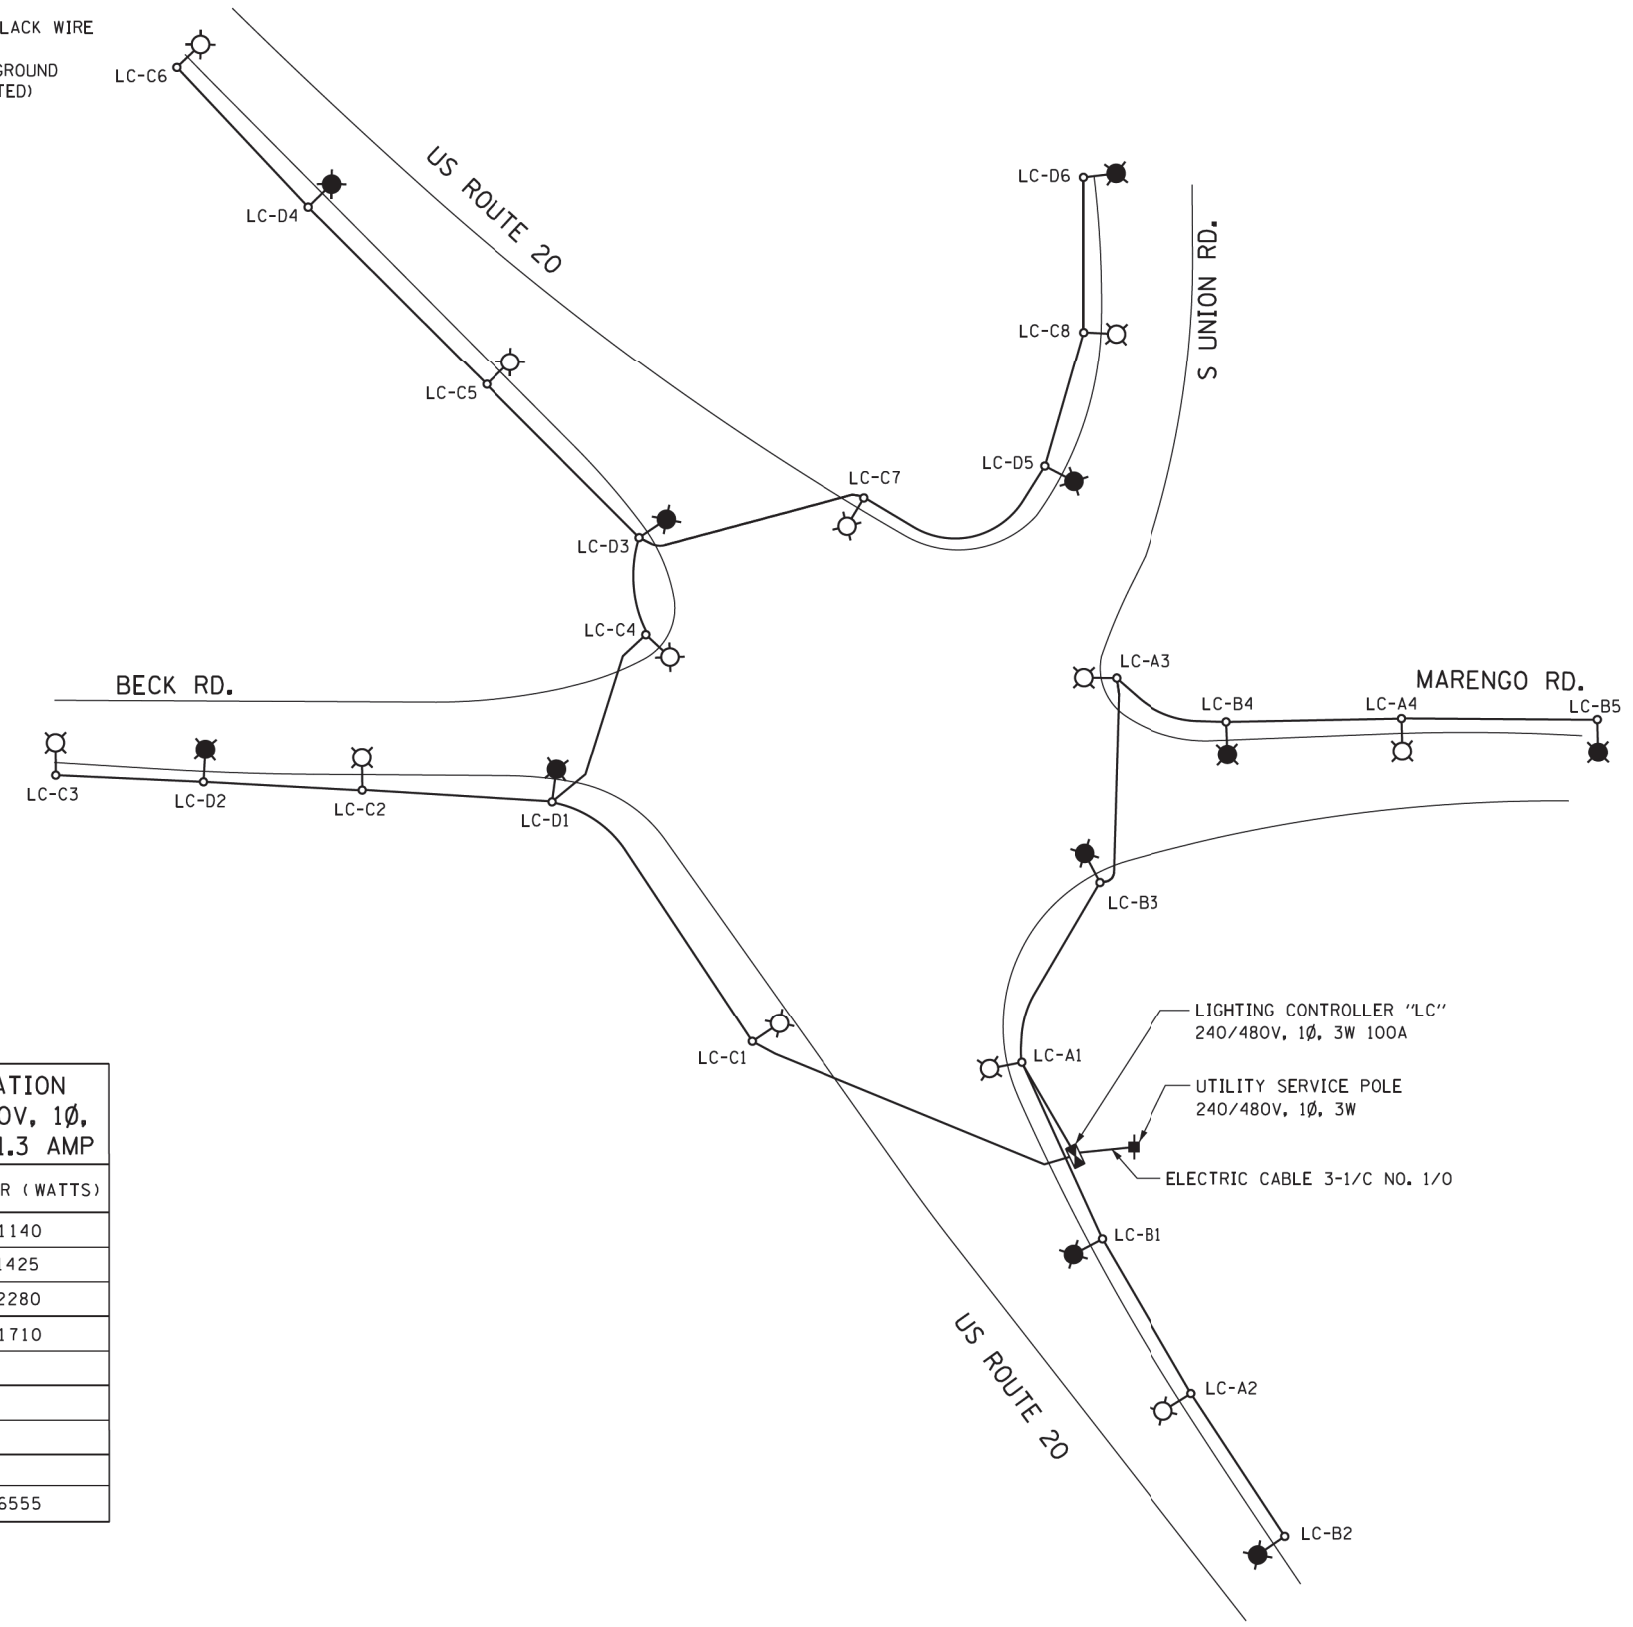 LACK WIRE
GROUND
TED)
LC-C6
LC-D4
US ROUTE 20
LC-D6
S UNION RD.
LC-C8
LC-C5
LC-D5
LC-C7
LC-D3
LC-C4
BECK RD.
LC-A3
MARENGO RD.
LC-B4
LC-A4
LC-B5
LC-C3
LC-D2
LC-C2
LC-D1
LC-B3
LIGHTING CONTROLLER "LC"
240/480V, 1Ø, 3W 100A
LC-C1
LC-A1
UTILITY SERVICE POLE
240/480V, 1Ø, 3W
ELECTRIC CABLE 3-1/C NO. 1/0
ATION
0V, 1Ø,
1.3 AMP
R (WATTS)
1140
1425
2280
1710
6555
LC-B1
US ROUTE 20
LC-A2
LC-B2